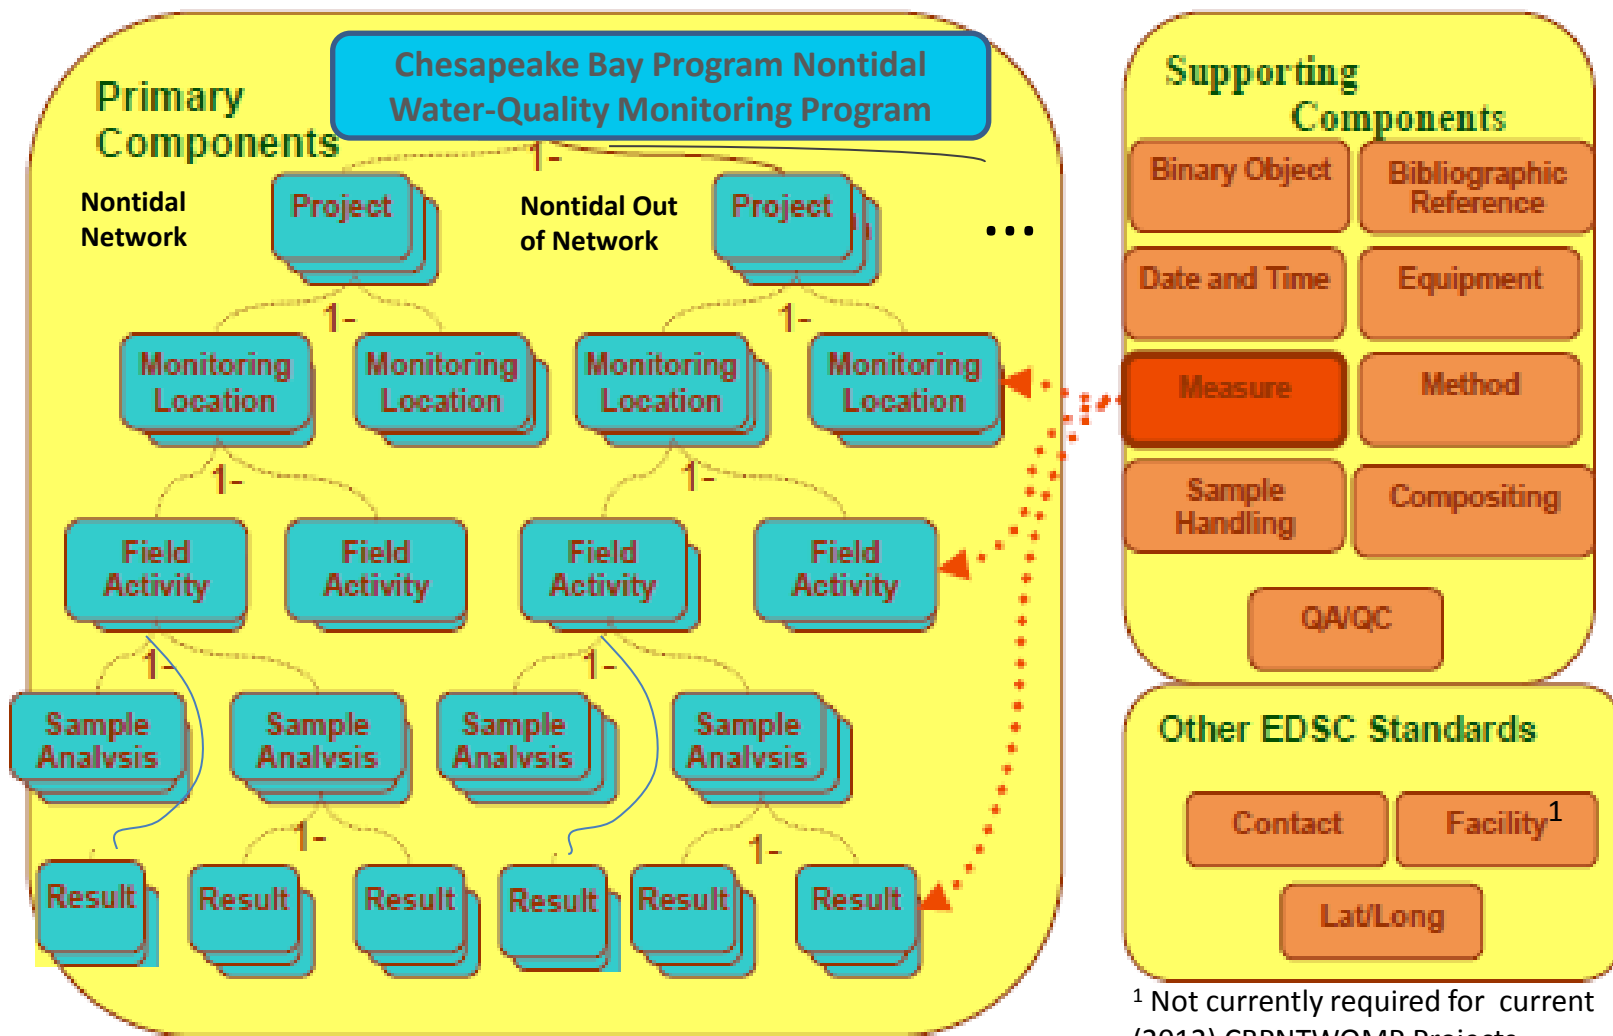 Chesapeake Bay Program Nontidal
Water-Quality Monitoring Program
Primary
Components
1-
Nontidal
Network
Project
Nontidal Out
of Network
Project
...
1-
1-
Monitoring
Location
Monitoring
Location
Monitoring
Location
Monitoring
Location
1-
1-
Field
Activity
Field
Activity
Field
Activity
Field
Activity
1-
1-
Sample
Analysis
Sample
Analysis
Sample
Analysis
Sample
Analysis
1-
1-
Result
Result
Result
Result
Result
Result
Supporting
Components
Binary Object
Bibliographic
Reference
Date and Time
Equipment
Measure
Method
Sample
Handling
Compositing
QA/QC
Other EDSC Standards
Contact
Facility1
Lat/Long
1 Not currently required for current
(2012) CBPNTWQMP Projects